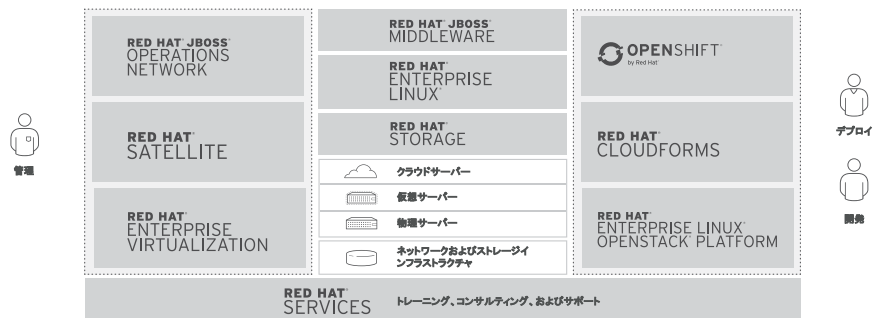 管理
RED HAT JBOSS
OPERATIONS
NETWORK
RED HAT
SATELLITE
RED HAT
ENTERPRISE
VIRTUALIZATION
RED HAT JBOSS
MIDDLEWARE
RED HAT
ENTERPRISE
LINUX
RED HAT
STORAGE
クラウドサーバー
仮想サーバー
物理サーバー
ネットワークおよびストレージイ
ンフラストラクチャ
OPENSHIFT
by Red Hat
RED HAT
CLOUDFORMS
RED HAT
ENTERPRISE LINUX
OPENSTACK PLATFORM
デプロイ
開発
RED HAT
SERVICES
トレーニング、コンサルティング、およびサポート